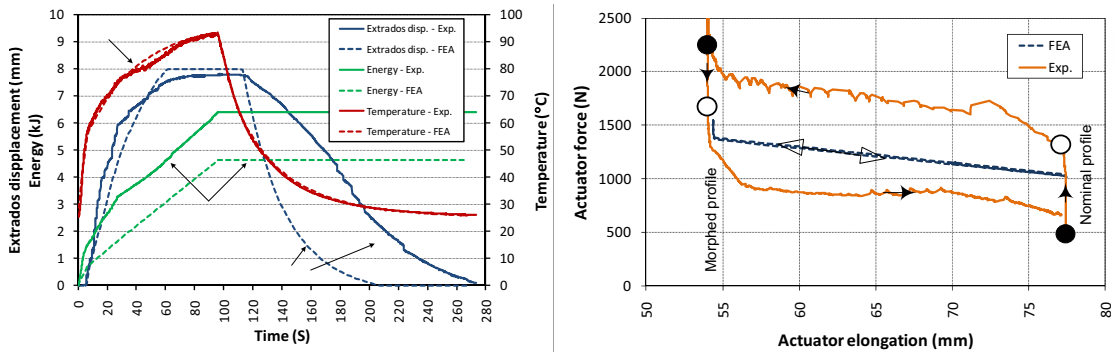 Extrados displacement (mm)
Energy (kJ)
10
9
8
7
6
5
4
3
2
1
0
0 20 40 60 80 100 120 140 160 180 200 220 240 260 280
Time (S)
100
90
80
70
60
50
40
30
20
10
0
Temperature (°C)
Extrados disp. - Exp.
Extrados disp. - FEA
Energy - Exp.
Energy - FEA
Temperature - Exp.
Temperature - FEA
Actuator force (N)
2500
2000
1500
1000
500
0
50 55 60 65 70 75 80
Actuator elongation (mm)
FEA
Exp.
Morphed profile
Nominal profile